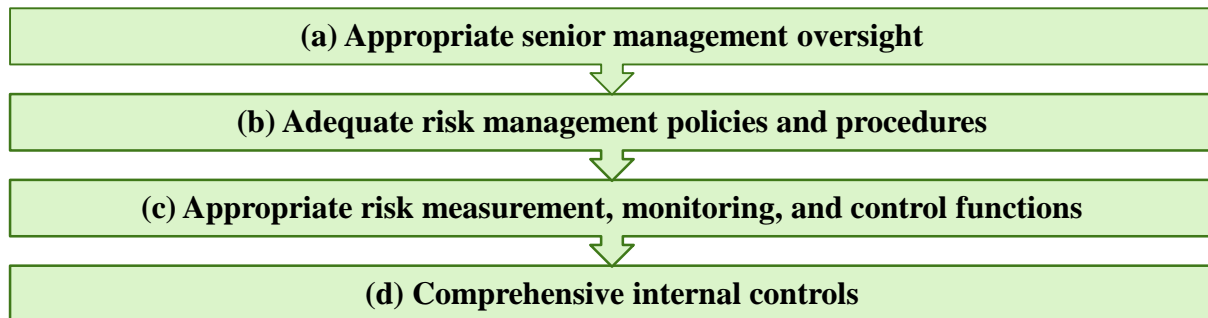 (a) Appropriate senior management oversight
(b) Adequate risk management policies and procedures
(c) Appropriate risk measurement, monitoring, and control functions
(d) Comprehensive internal controls